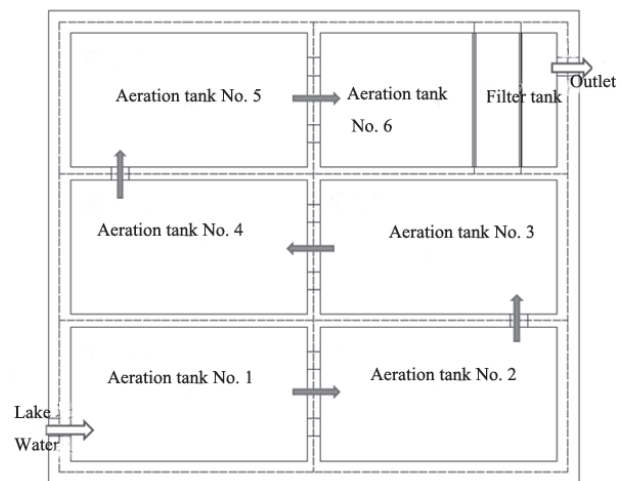 Aeration tank No. 5
Aeration tank
No. 6
Filter tank
Outlet
Aeration tank No. 4
Aeration tank No. 3
Aeration tank No. 1
Aeration tank No. 2
Lake
Water